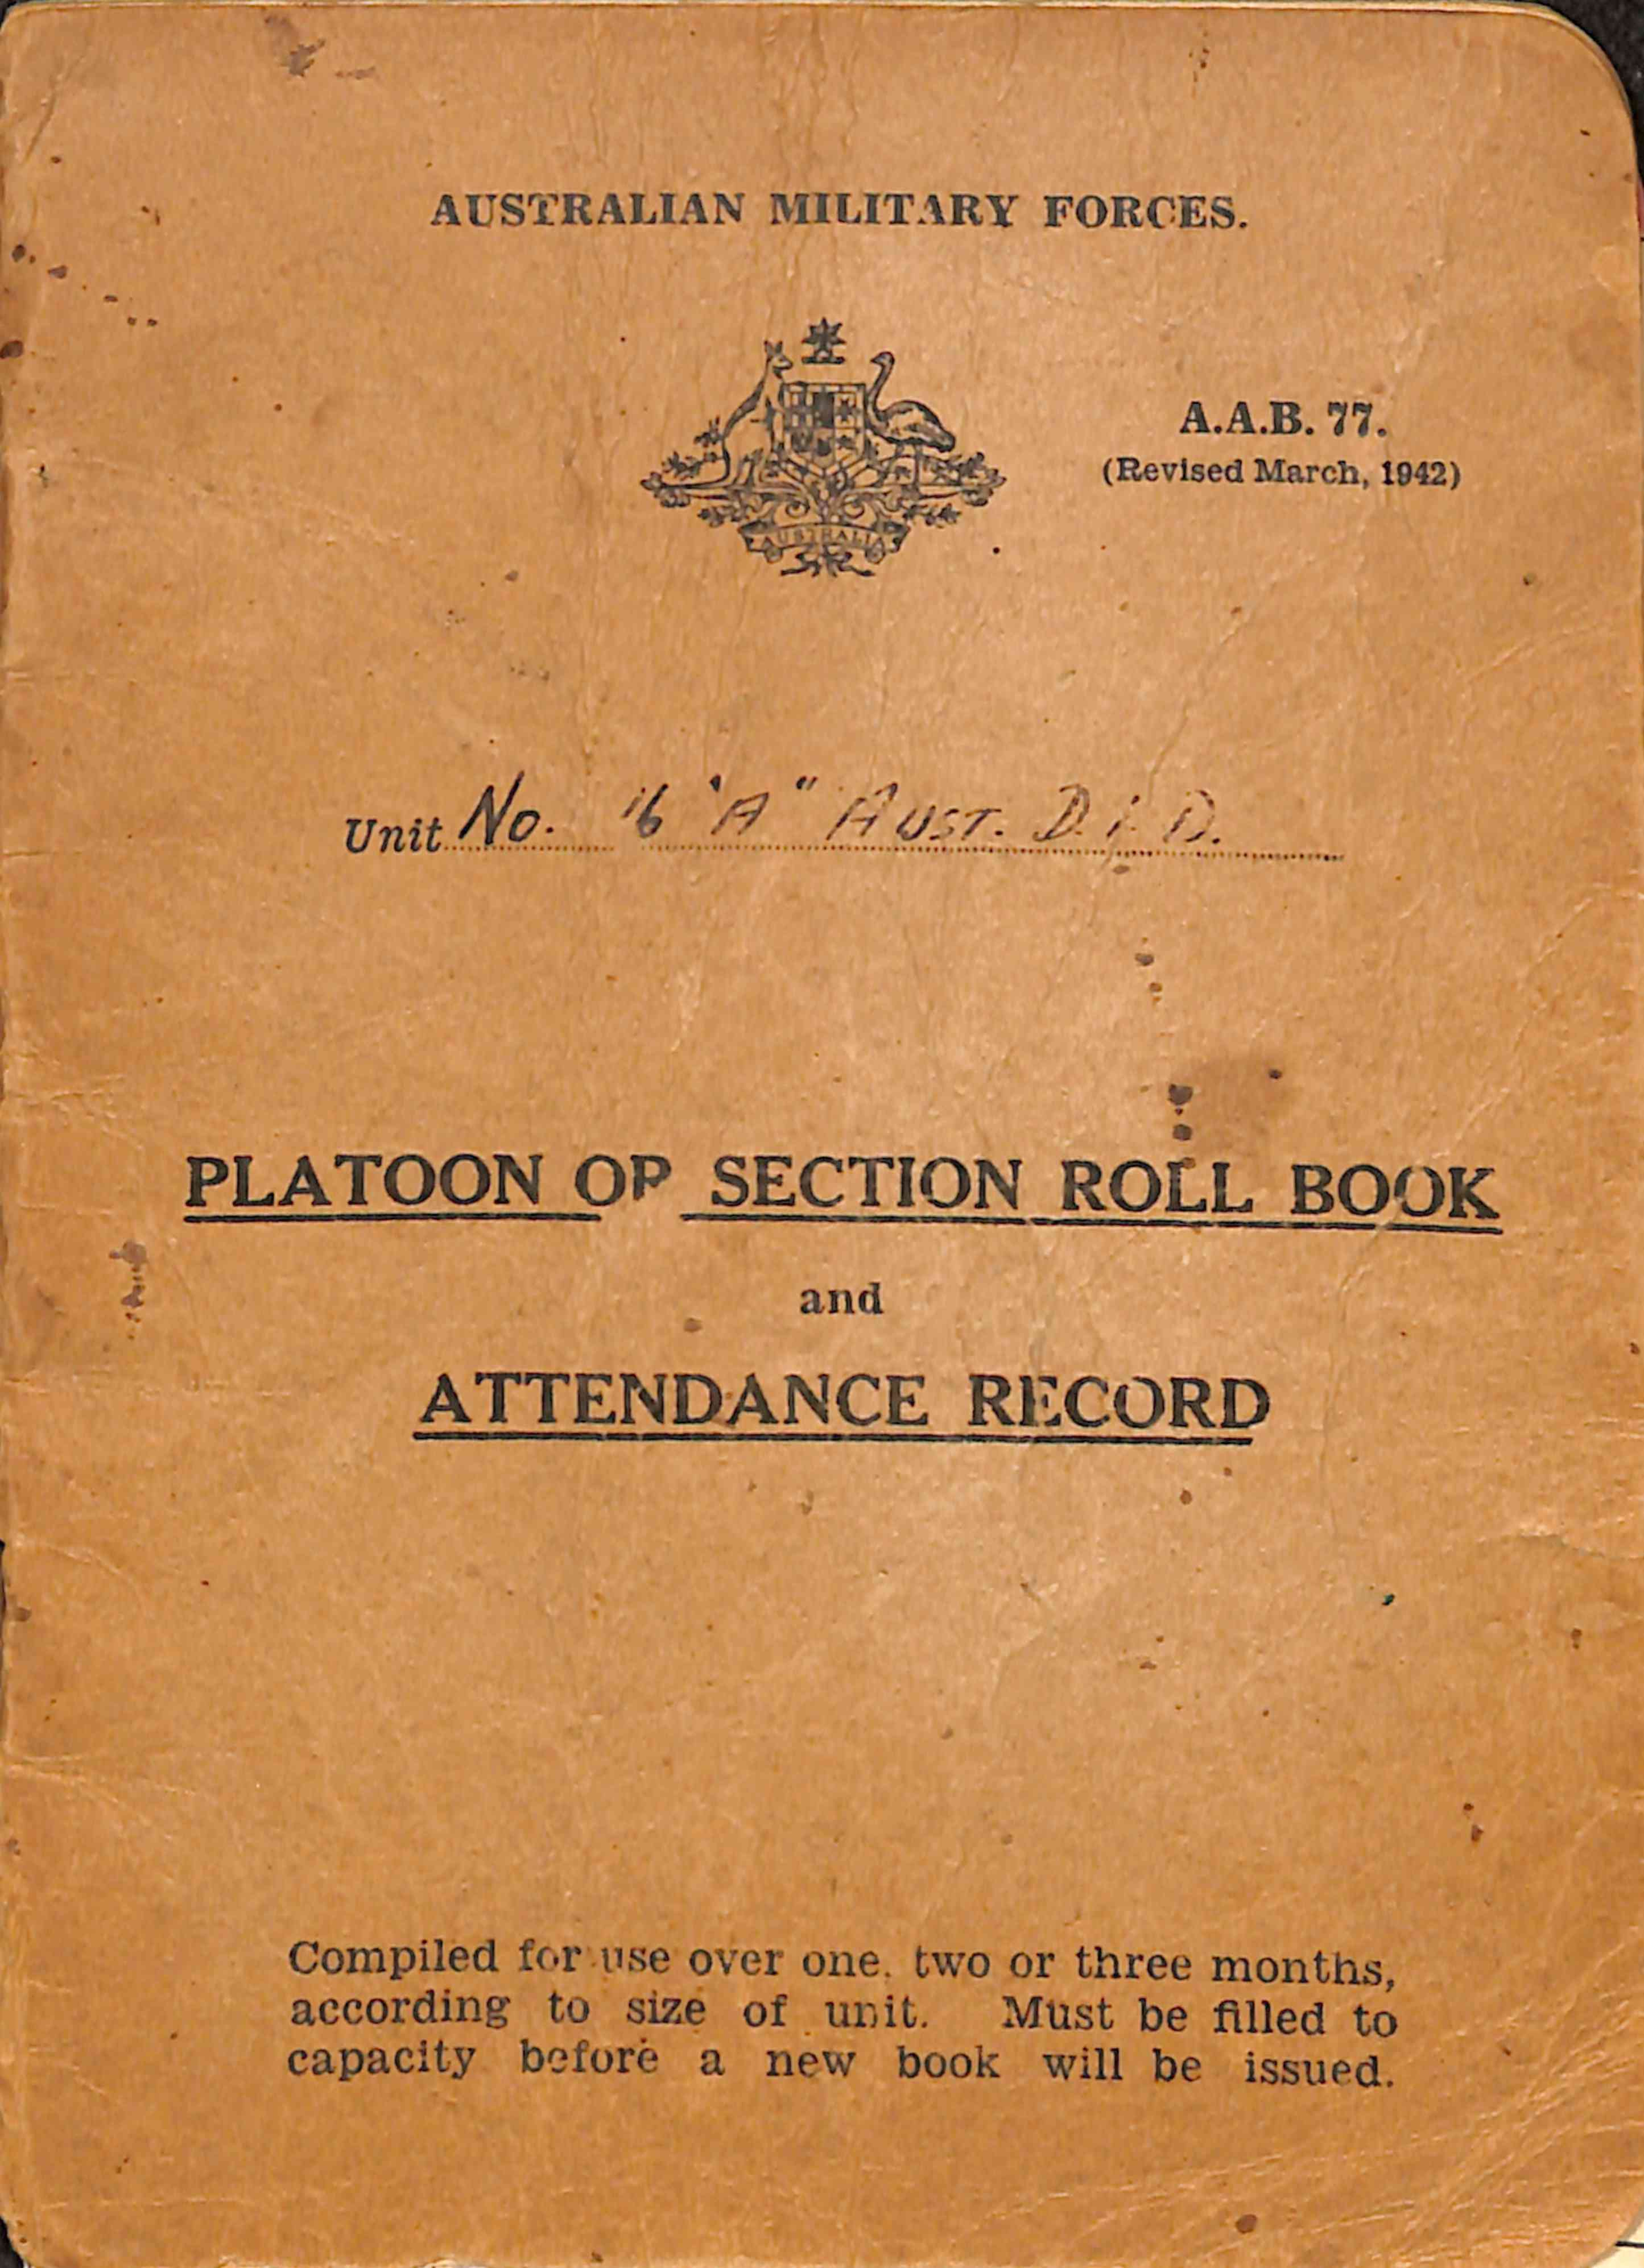 AUSTRALIAN MILITARY FORCES.
AUSTRALIA
A.A.B. 77.
(Revised March, 1942)
Unit No. 16 "A" AUST. D.I.D.
PLATOON OR SECTION ROLL BOOK
and
ATTENDANCE RECORD
Compiled for use over one, two or three months,
according to size of unit. Must be filled to
capacity before a new book will be issued.